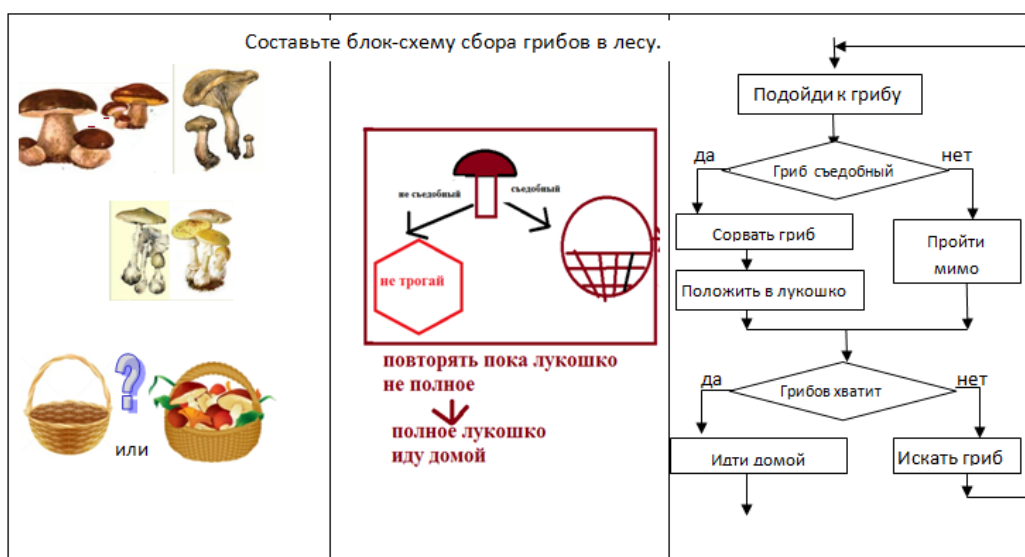 Составьте блок-схему сбора грибов в лесу.
или
не съедобный
съедобный
не трогай
повторять пока лукошко
не полное
полное лукошко
иду домой
Подойди к грибу
да
нет
Гриб съедобный
Сорвать гриб
Пройти
мимо
Положить в лукошко
да
нет
Грибов хватит
Идти домой
Искать гриб